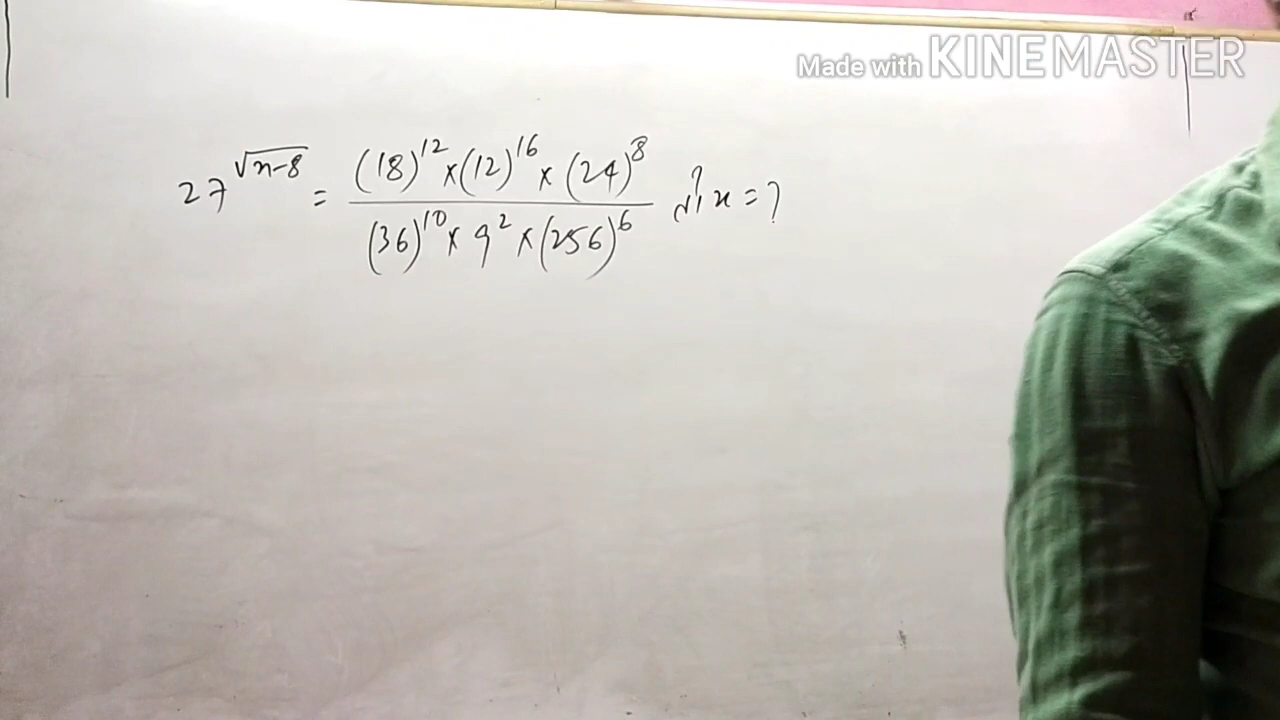 Made with KINEMASTER
27^√(x-8) = ((18)^12 × (12)^16 × (24)^8) / ((36)^10 × 9^2 × (256)^6) तो x = ?